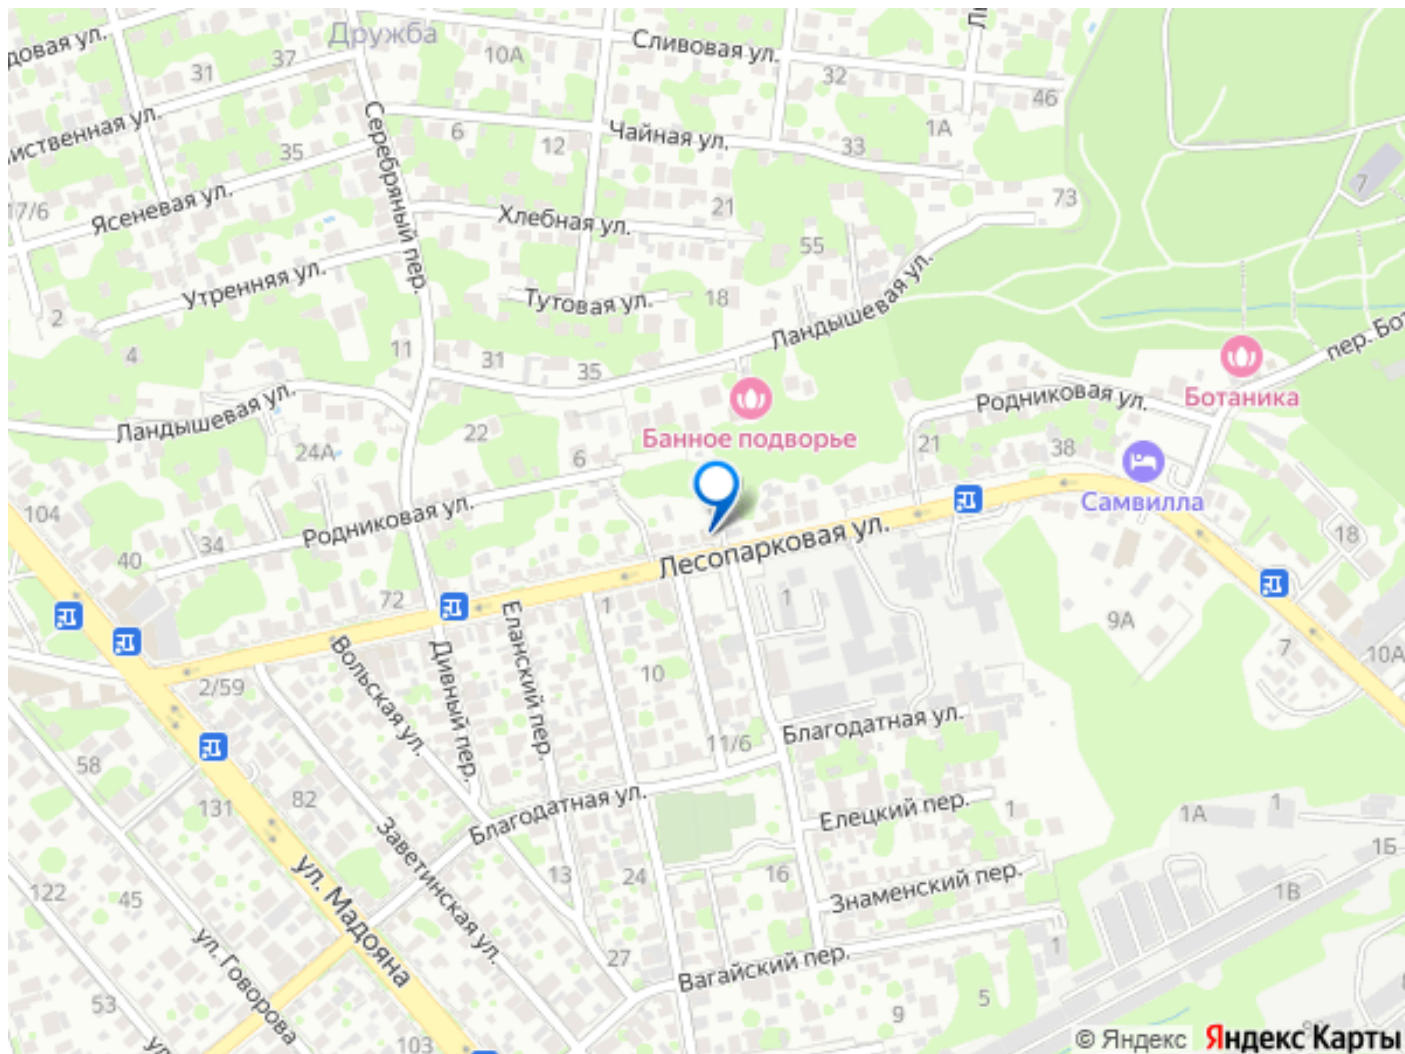 довая ул.
Дружба
Сливовая ул.
10А
37
31
32
46
иственная ул.
Серебряный пер.
6
Чайная ул.
1А
12
33
35
7
Ясеневая ул.
17/6
Хлебная ул.
21
73
55
Утренняя ул.
Тутовая ул.
18
2
Ландышевая ул.
4
11
31
35
пер. Бот
Ботаника
Родниковая ул.
Ландышевая ул.
Банное подворье
22
24А
6
21
38
Самвилла
104
Родниковая ул.
34
40
Лесопарковая ул.
18
72
Еланский пер.
1
1
9А
7
10А
Вольская ул.
Дивный пер.
10
2/59
Благодатная ул.
11/6
58
82
131
Благодатная ул.
Елецкий пер.
1
1А
1
Заветинская ул.
ул. Мадояна
13
24
16
1Б
Знаменский пер.
1В
122
45
ул. Говорова
27
Вагайский пер.
1
53
5
9
103
© Яндекс Яндекс Карты